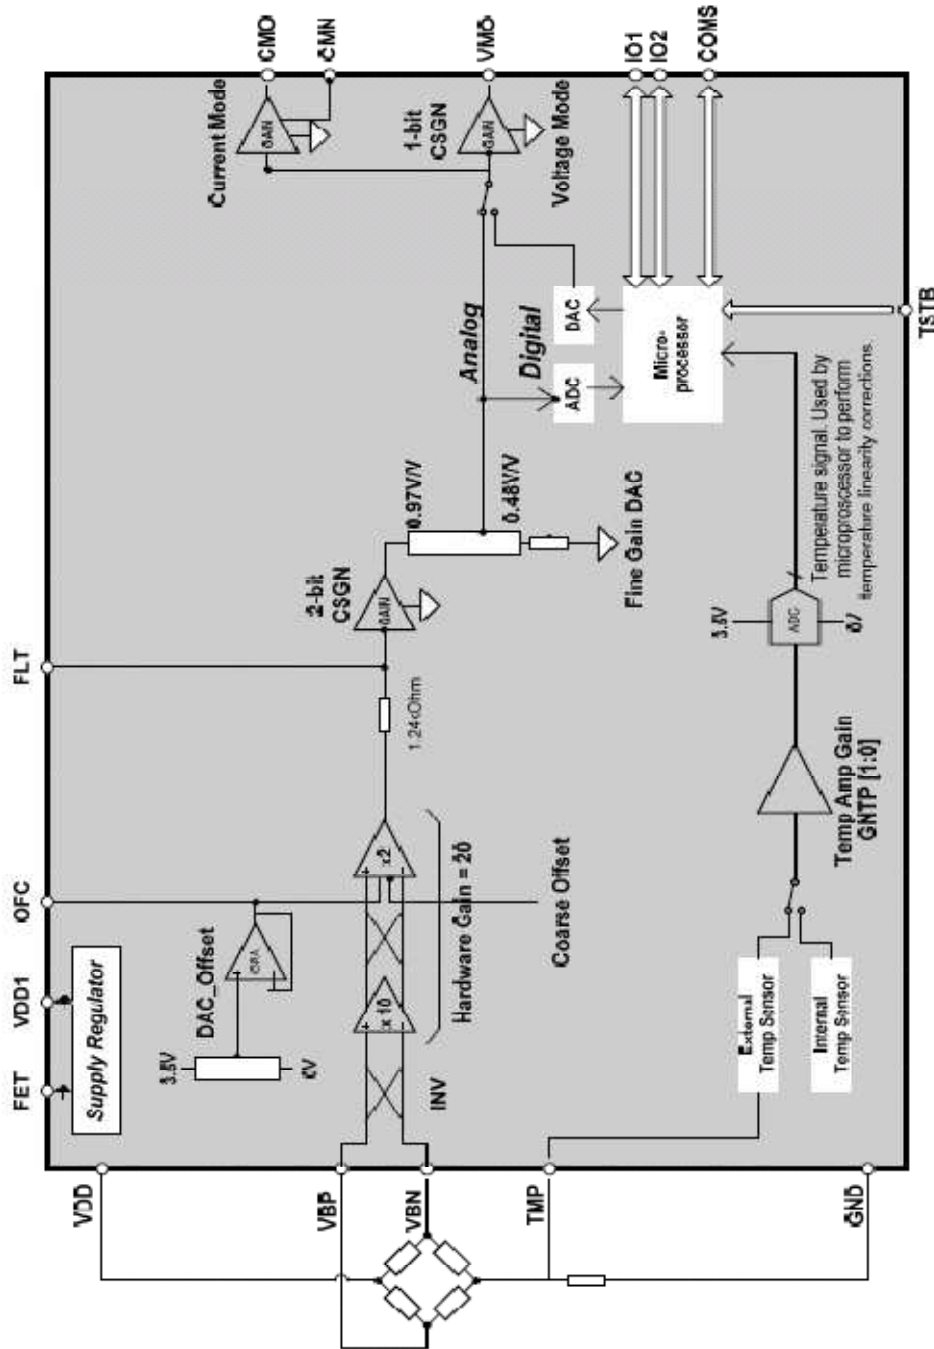 FET
VDD1
OFC
FLT
CMO
CMN
VMO
IO1
IO2
COMS
TSTB
VDD
VBP
VBN
TMP
GND
Supply Regulator
3.5V
0V
DAC_Offset
INV
x 10
x2
Hardware Gain = 20
Coarse Offset
1.24kOhm
2-bit
CSGN
GAIN
0.97V/V
0.48V/V
Fine Gain DAC
Analog
Digital
ADC
DAC
Micro-
processor
Current Mode
GAIN
1-bit
CSGN
GAIN
Voltage Mode
External
Temp Sensor
Internal
Temp Sensor
Temp Amp Gain
GNTP [1:0]
3.5V
ADC
0V
Temperature signal. Used by
microproscessor to perform
temperature linearity corrections.